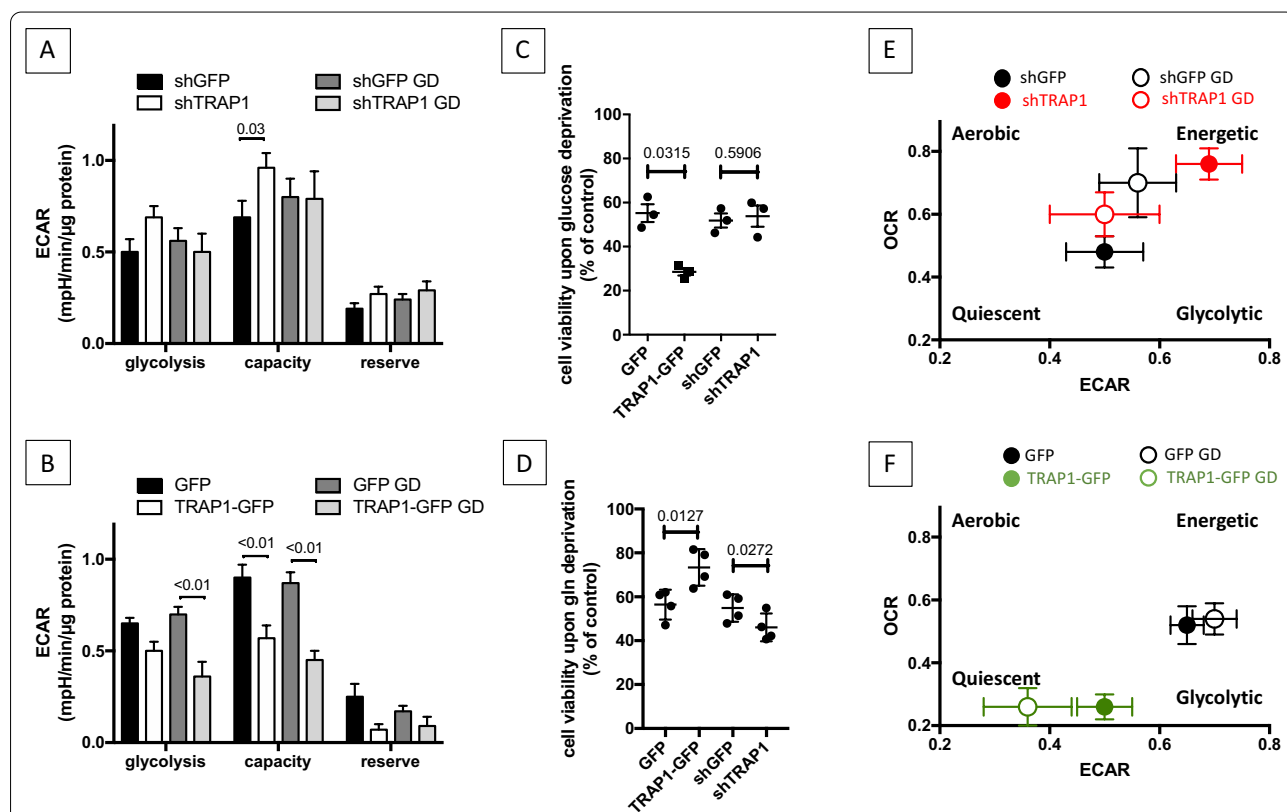 A
shGFP
shGFP GD
shTRAP1
shTRAP1 GD
ECAR
(mpH/min/µg protein)
1.0
0.5
0.0
0.03
glycolysis
capacity
reserve
B
GFP
GFP GD
TRAP1-GFP
TRAP1-GFP GD
ECAR
(mpH/min/µg protein)
1.0
0.5
0.0
<0.01
<0.01
<0.01
glycolysis
capacity
reserve
C
cell viability upon glucose deprivation
(% of control)
100
80
60
40
20
0
0.0315
0.5906
GFP
TRAP1-GFP
shGFP
shTRAP1
D
cell viability upon gln deprivation
(% of control)
100
80
60
40
20
0
0.0127
0.0272
GFP
TRAP1-GFP
shGFP
shTRAP1
E
shGFP
shGFP GD
shTRAP1
shTRAP1 GD
Aerobic
Energetic
Quiescent
Glycolytic
OCR
0.8
0.6
0.4
0.2
0.2
0.4
0.6
0.8
ECAR
F
GFP
GFP GD
TRAP1-GFP
TRAP1-GFP GD
Aerobic
Energetic
Quiescent
Glycolytic
OCR
0.8
0.6
0.4
0.2
0.2
0.4
0.6
0.8
ECAR